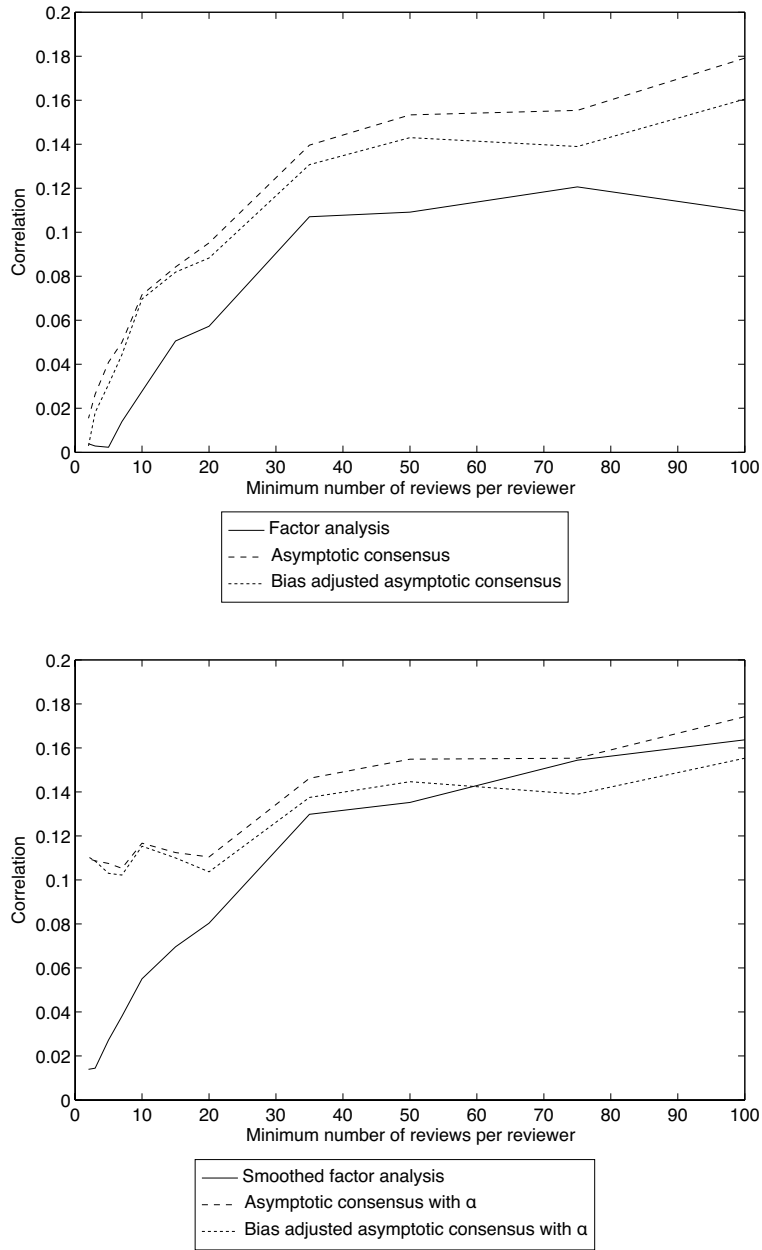 0.2
0.18
0.16
0.14
0.12
0.1
0.08
0.06
0.04
0.02
0
Correlation
0 10 20 30 40 50 60 70 80 90 100
Minimum number of reviews per reviewer
Factor analysis
Asymptotic consensus
Bias adjusted asymptotic consensus
0.2
0.18
0.16
0.14
0.12
0.1
0.08
0.06
0.04
0.02
0
Correlation
0 10 20 30 40 50 60 70 80 90 100
Minimum number of reviews per reviewer
Smoothed factor analysis
Asymptotic consensus with α
Bias adjusted asymptotic consensus with α